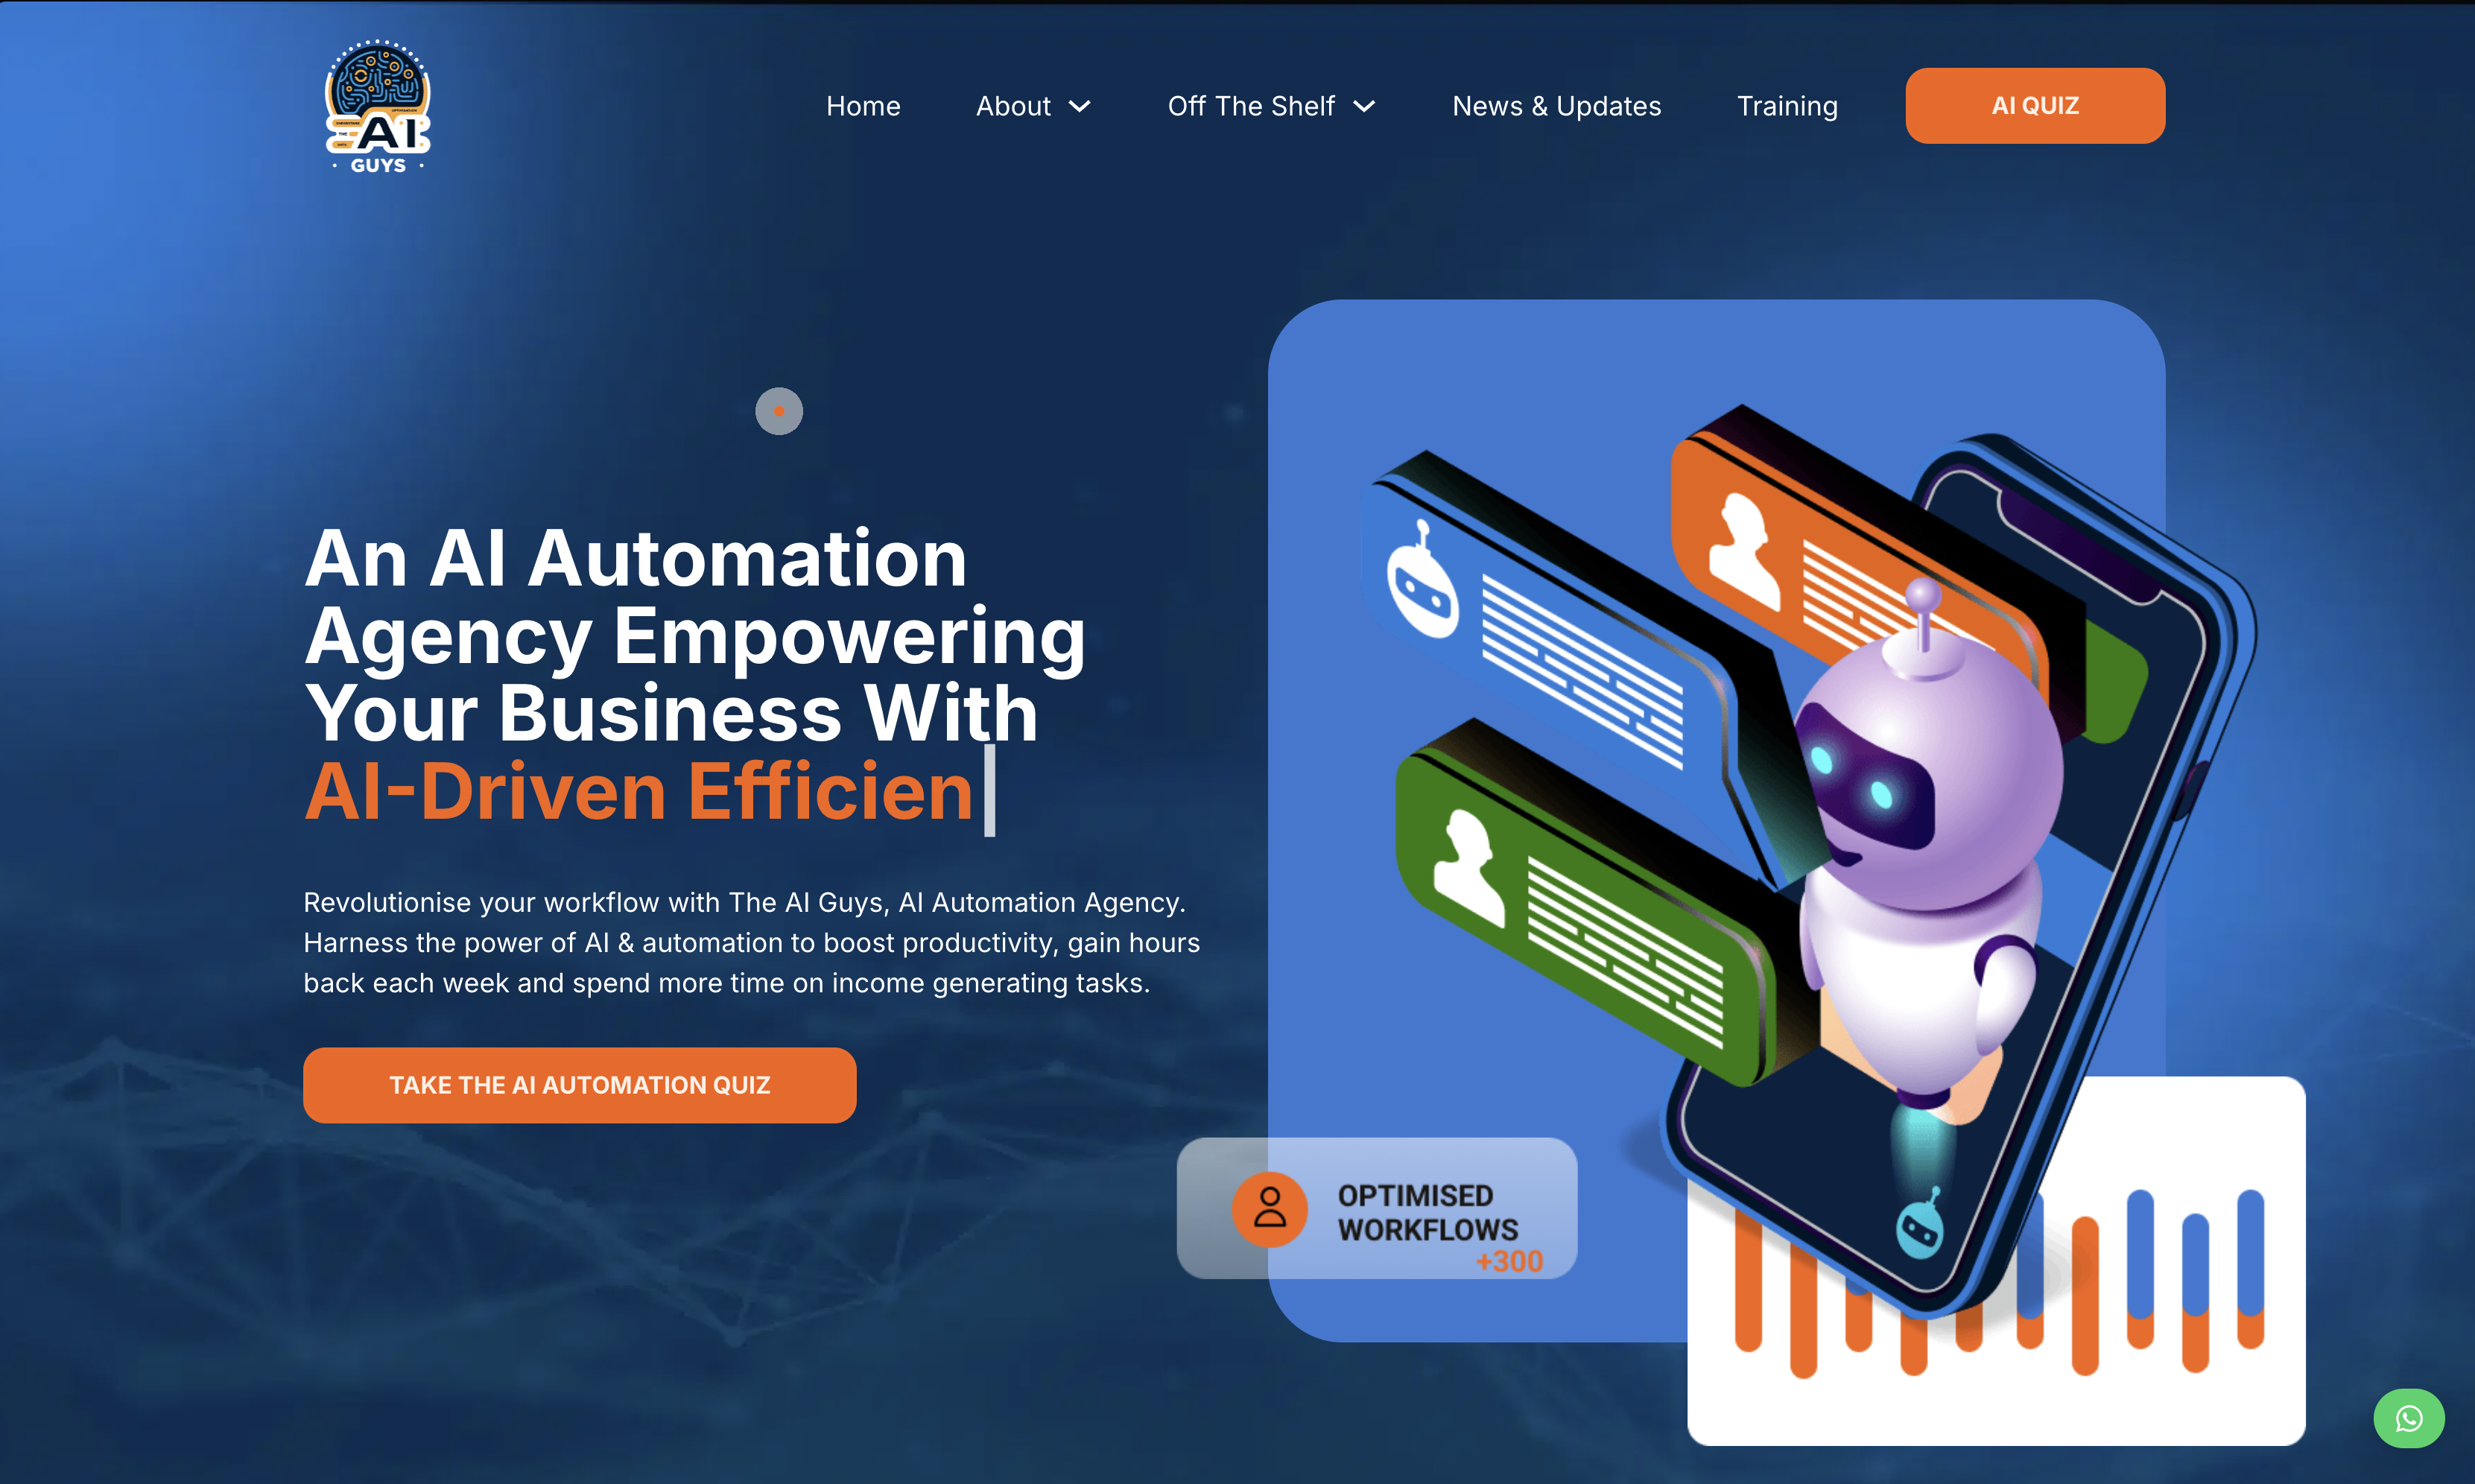 AI
GUYS
Home
About
Off The Shelf
News & Updates
Training
AI QUIZ
An AI Automation
Agency Empowering
Your Business With
AI-Driven Efficien
Revolutionise your workflow with The AI Guys, AI Automation Agency.
Harness the power of AI & automation to boost productivity, gain hours
back each week and spend more time on income generating tasks.
TAKE THE AI AUTOMATION QUIZ
OPTIMISED
WORKFLOWS
+300